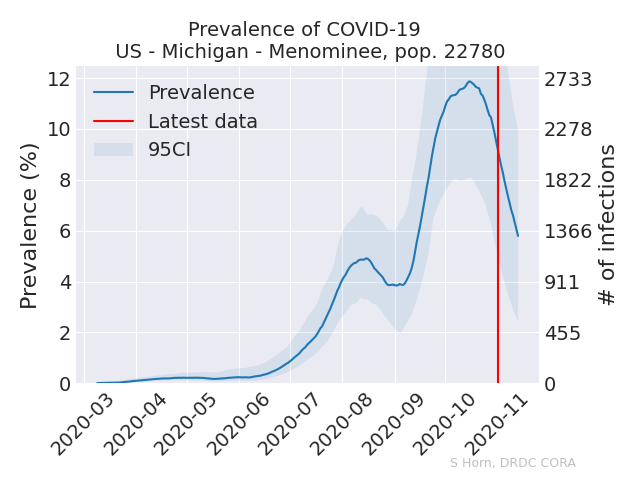 Prevalence of COVID-19
US - Michigan - Menominee, pop. 22780
Prevalence (%)
12
10
8
6
4
2
0
Prevalence
Latest data
95CI
2733
2278
1822
1366
911
455
0
# of infections
2020-03
2020-04
2020-05
2020-06
2020-07
2020-08
2020-09
2020-10
2020-11
S Horn, DRDC CORA